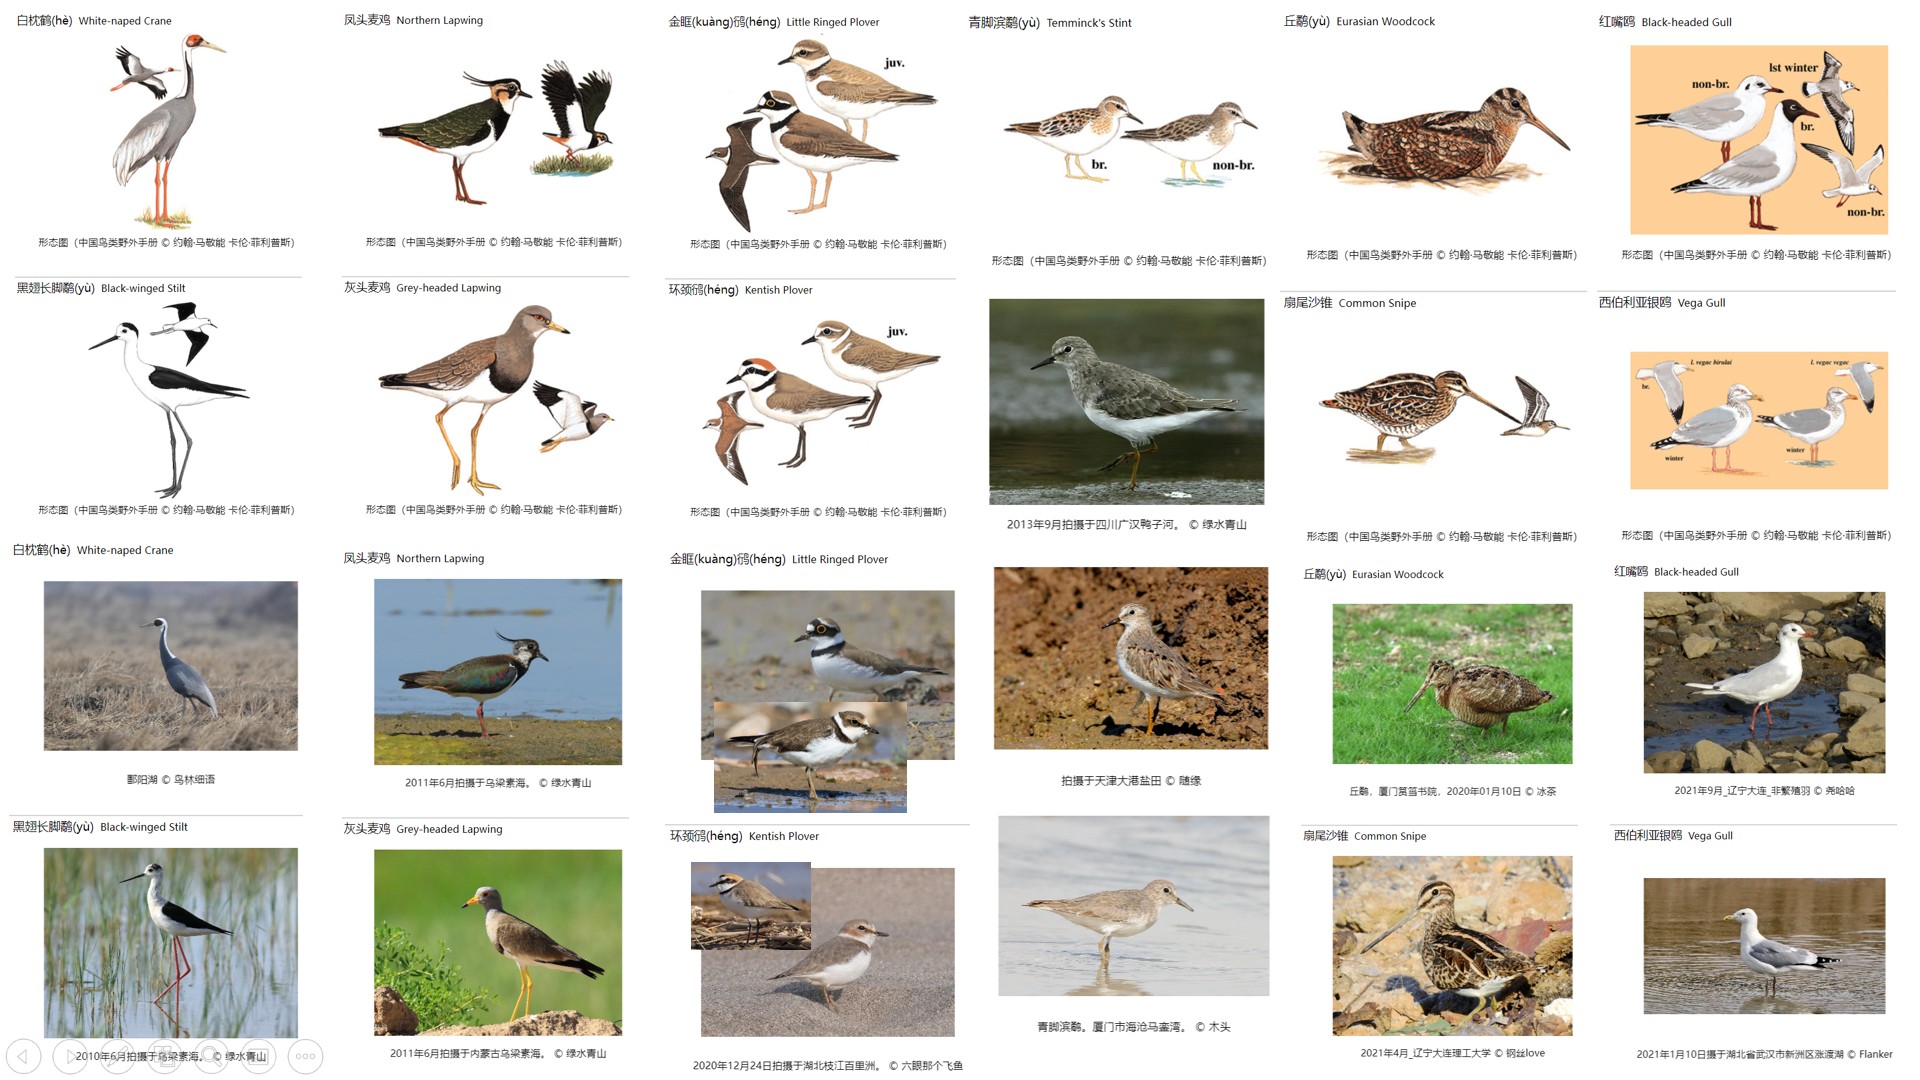 白枕鹤(hè) White-naped Crane
凤头麦鸡 Northern Lapwing
金眶(kuàng)鸻(héng) Little Ringed Plover
青脚滨鹬(yù) Temminck's Stint
丘鹬(yù) Eurasian Woodcock
红嘴鸥 Black-headed Gull
juv.
br.
non-br.
non-br.
1st winter
br.
non-br.
形态图（中国鸟类野外手册 © 约翰·马敬能 卡伦·菲利普斯)
形态图（中国鸟类野外手册 © 约翰·马敬能 卡伦·菲利普斯)
形态图（中国鸟类野外手册 © 约翰·马敬能 卡伦·菲利普斯)
形态图（中国鸟类野外手册 © 约翰·马敬能 卡伦·菲利普斯)
形态图（中国鸟类野外手册 © 约翰·马敬能 卡伦·菲利普斯)
形态图（中国鸟类野外手册 © 约翰·马敬能 卡伦·菲利普斯)
黑翅长脚鹬(yù) Black-winged Stilt
灰头麦鸡 Grey-headed Lapwing
环颈鸻(héng) Kentish Plover
扇尾沙锥 Common Snipe
西伯利亚银鸥 Vega Gull
juv.
l. vegae birulai
l. vegae vegae
br.
winter
winter
形态图（中国鸟类野外手册 © 约翰·马敬能 卡伦·菲利普斯)
形态图（中国鸟类野外手册 © 约翰·马敬能 卡伦·菲利普斯)
形态图（中国鸟类野外手册 © 约翰·马敬能 卡伦·菲利普斯)
2013年9月拍摄于四川广汉鸭子河。 © 绿水青山
形态图（中国鸟类野外手册 © 约翰·马敬能 卡伦·菲利普斯)
形态图（中国鸟类野外手册 © 约翰·马敬能 卡伦·菲利普斯)
白枕鹤(hè) White-naped Crane
凤头麦鸡 Northern Lapwing
金眶(kuàng)鸻(héng) Little Ringed Plover
丘鹬(yù) Eurasian Woodcock
红嘴鸥 Black-headed Gull
鄱阳湖 © 鸟林细语
2011年6月拍摄于乌梁素海。 © 绿水青山
拍摄于天津大港盐田 © 随缘
丘鹬，厦门筼筜书院，2020年01月10日 © 冰茶
2021年9月_辽宁大连_非繁殖羽 © 尧哈哈
黑翅长脚鹬(yù) Black-winged Stilt
灰头麦鸡 Grey-headed Lapwing
环颈鸻(héng) Kentish Plover
扇尾沙锥 Common Snipe
西伯利亚银鸥 Vega Gull
2010年6月拍摄于乌梁素海。 © 绿水青山
2011年6月拍摄于内蒙古乌梁素海。 © 绿水青山
2020年12月24日拍摄于湖北枝江百里洲。 © 六眼那个飞鱼
青脚滨鹬。厦门市海沧马銮湾。 © 木头
2021年4月_辽宁大连理工大学 © 钢丝love
2021年1月10日摄于湖北省武汉市新洲区涨渡湖 © Flanker